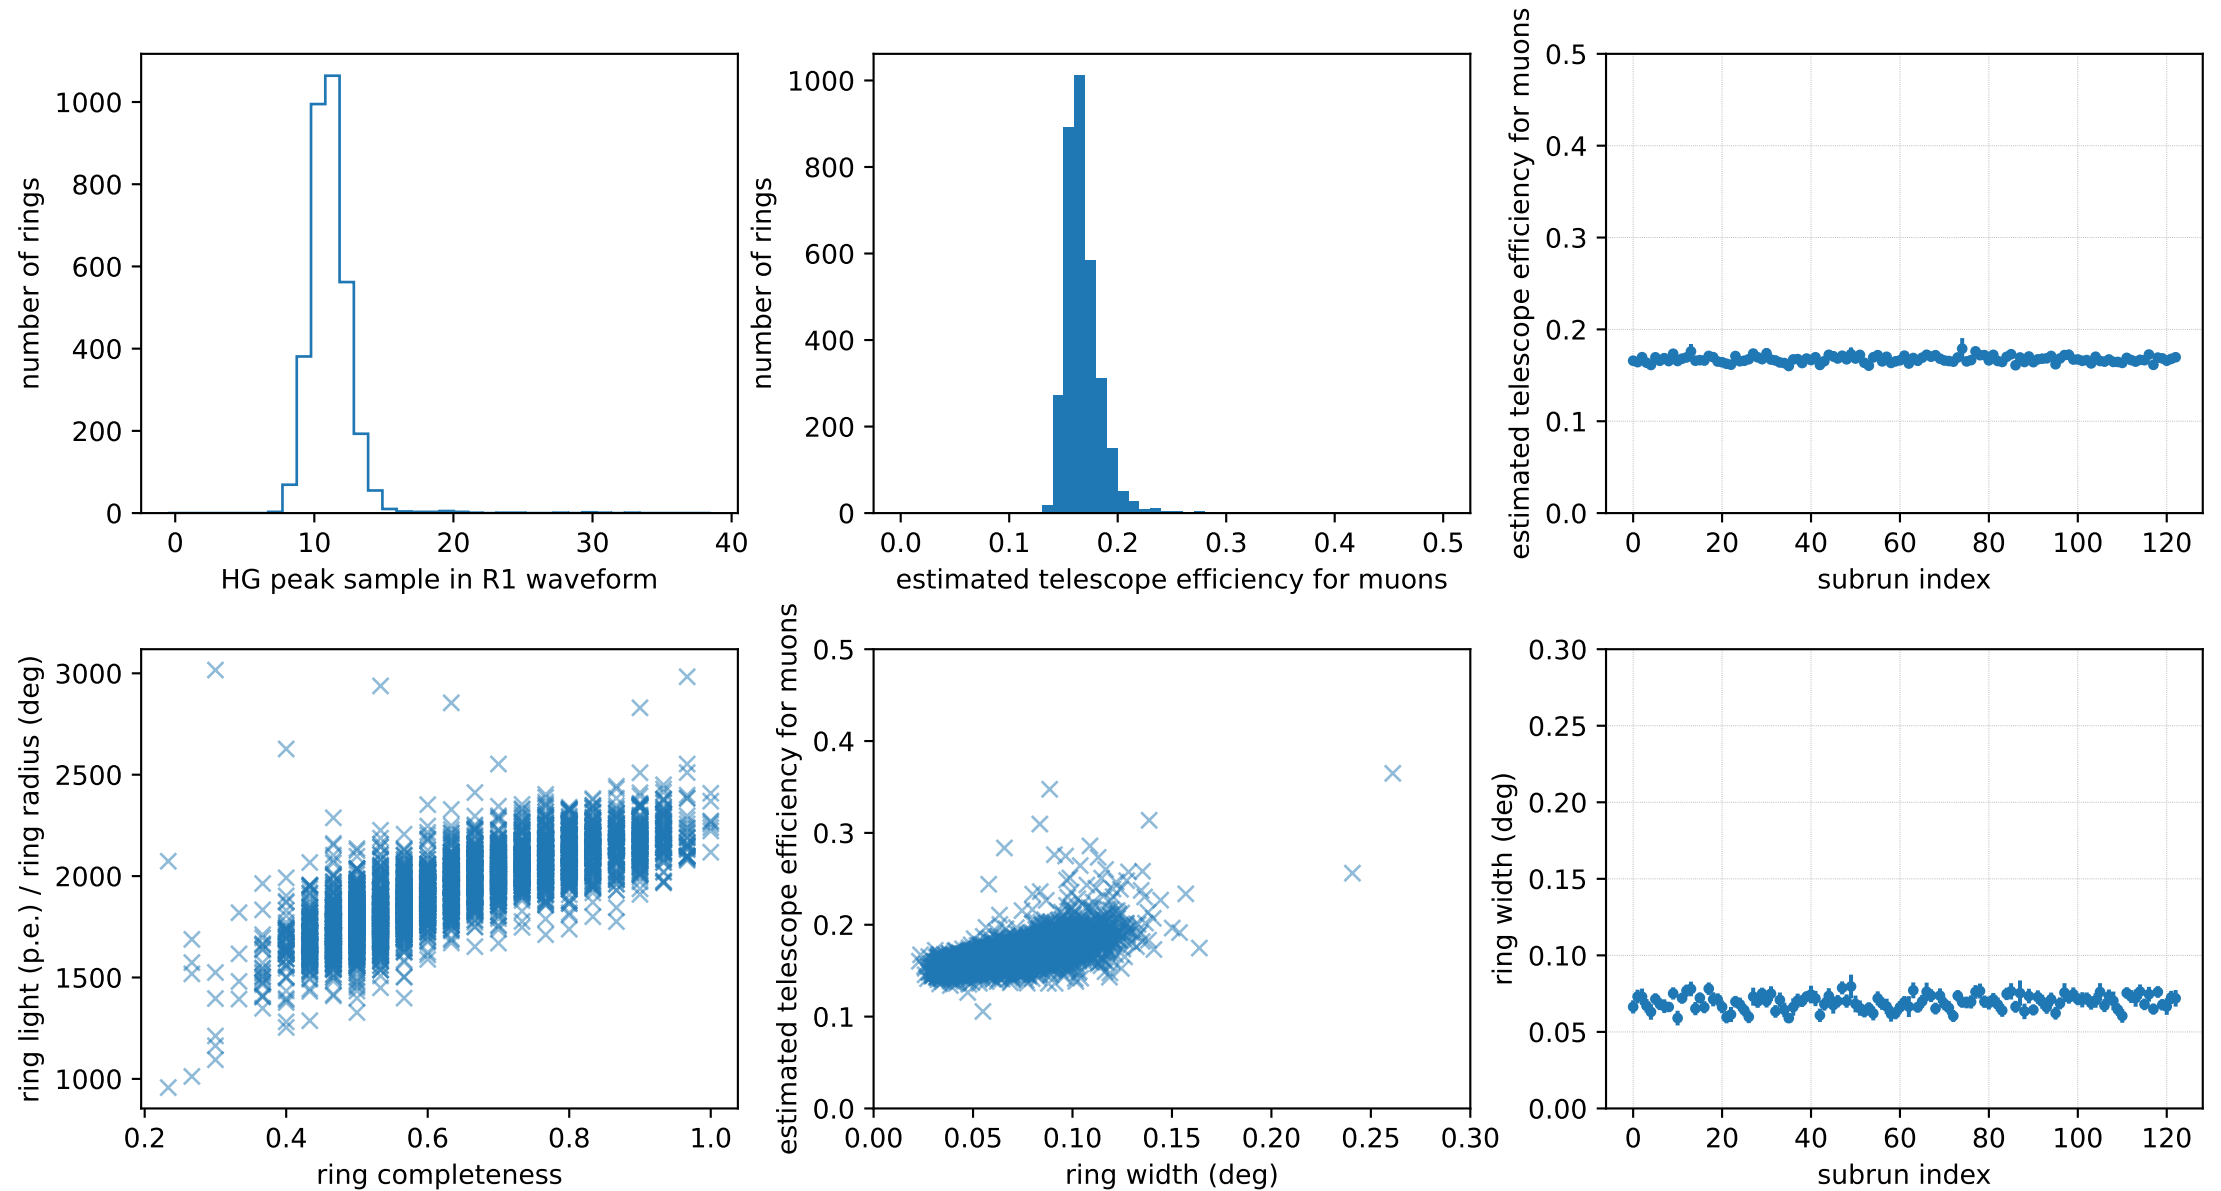 number of rings
1000
800
600
400
200
0
0 10 20 30 40
HG peak sample in R1 waveform
number of rings
1000
800
600
400
200
0
0.0 0.1 0.2 0.3 0.4 0.5
estimated telescope efficiency for muons
estimated telescope efficiency for muons
0.5
0.4
0.3
0.2
0.1
0.0
0 20 40 60 80 100 120
subrun index
ring light (p.e.) / ring radius (deg)
3000
2500
2000
1500
1000
0.2 0.4 0.6 0.8 1.0
ring completeness
estimated telescope efficiency for muons
0.5
0.4
0.3
0.2
0.1
0.0
0.00 0.05 0.10 0.15 0.20 0.25 0.30
ring width (deg)
ring width (deg)
0.30
0.25
0.20
0.15
0.10
0.05
0.00
0 20 40 60 80 100 120
subrun index